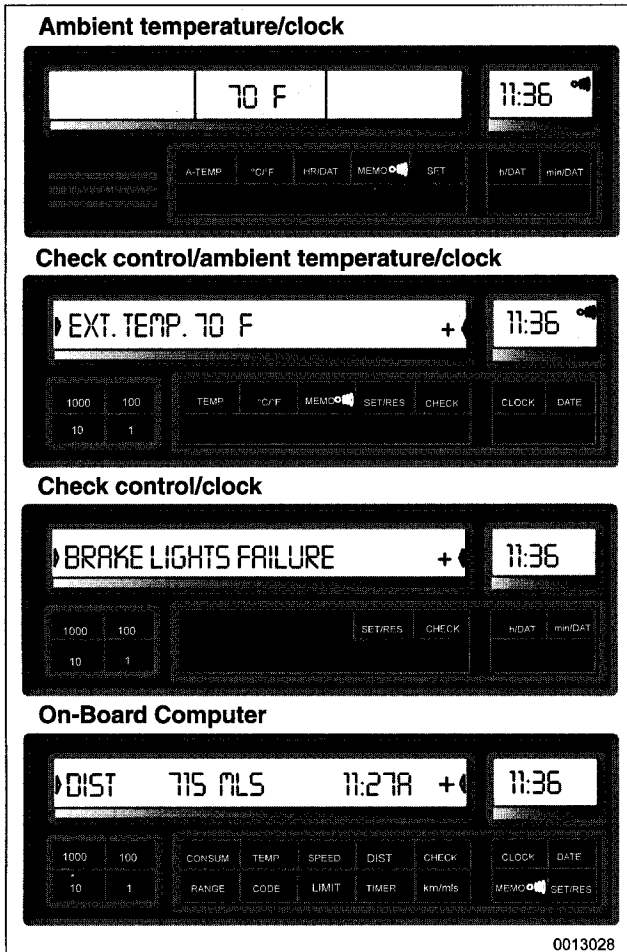 Ambient temperature/clock
70 F
11:36
A-TEMP °C/°F HR/DAT MEMO SET h/DAT min/DAT
Check control/ambient temperature/clock
EXT. TEMP. 70 F +
11:36
1000 100
TEMP °C/°F MEMO SET/RES CHECK CLOCK DATE
10 1
Check control/clock
BRAKE LIGHTS FAILURE +
11:36
1000 100
SET/RES CHECK h/DAT min/DAT
10 1
On-Board Computer
DIST 715 MLS 11:27A +
11:36
1000 100 CONSUM TEMP SPEED DIST CHECK CLOCK DATE
10 1 RANGE CODE LIMIT TIMER km/mls MEMO SET/RES
0013028